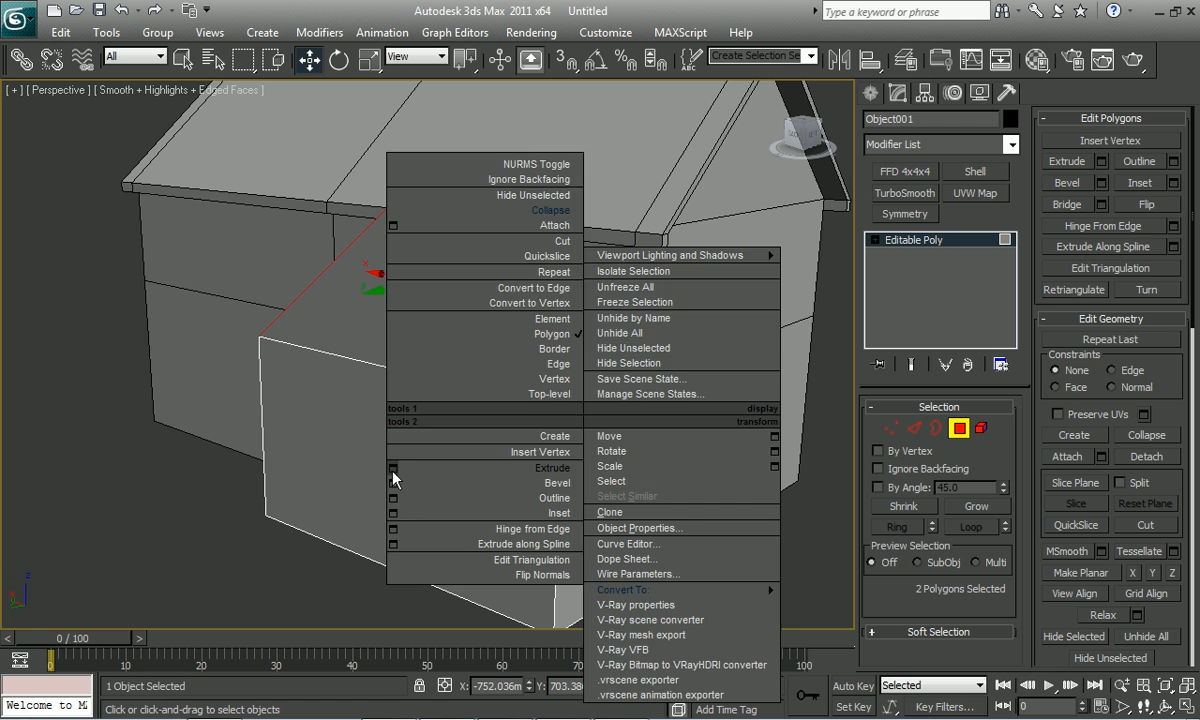 Autodesk 3ds Max 2011 x64 Untitled
Type a keyword or phrase
Edit Tools Group Views Create Modifiers Animation Graph Editors Rendering Customize MAXScript Help
All
View
Create Selection Se
[ + ] [ Perspective ] [ Smooth + Highlights + Edged Faces ]
NURMS Toggle
Ignore Backfacing
Hide Unselected
Collapse
Attach
Cut
Quickslice
Repeat
Convert to Edge
Convert to Vertex
Element
Polygon
Border
Edge
Vertex
Top-level
tools 1
tools 2
Create
Insert Vertex
Extrude
Bevel
Outline
Inset
Hinge from Edge
Extrude along Spline
Edit Triangulation
Flip Normals
Viewport Lighting and Shadows
Isolate Selection
Unfreeze All
Freeze Selection
Unhide by Name
Unhide All
Hide Unselected
Hide Selection
Save Scene State...
Manage Scene States...
display
transform
Move
Rotate
Scale
Select
Select Similar
Clone
Object Properties...
Curve Editor...
Dope Sheet...
Wire Parameters...
Convert To:
V-Ray properties
V-Ray scene converter
V-Ray mesh export
V-Ray VFB
V-Ray Bitmap to VRayHDRI converter
.vrscene exporter
.vrscene animation exporter
Object001
Modifier List
FFD 4x4x4 Shell
TurboSmooth UVW Map
Symmetry
Editable Poly
Selection
By Vertex
Ignore Backfacing
By Angle: 45.0
Shrink Grow
Ring Loop
Preview Selection
Off SubObj Multi
2 Polygons Selected
Soft Selection
Edit Polygons
Insert Vertex
Extrude Outline
Bevel Inset
Bridge Flip
Hinge From Edge
Extrude Along Spline
Edit Triangulation
Retriangulate Turn
Edit Geometry
Repeat Last
Constraints
None Edge
Face Normal
Preserve UVs
Create Collapse
Attach Detach
Slice Plane Split
Slice Reset Plane
QuickSlice Cut
MSmooth Tessellate
Make Planar X Y Z
View Align Grid Align
Relax
Hide Selected Unhide All
Hide Unselected
0 / 100
0 10 20 30 40 50 60 70 100
1 Object Selected X: -752.036m Y: 703.38
Welcome to M
Click or click-and-drag to select objects
Add Time Tag
Auto Key Selected
Set Key Key Filters... 0